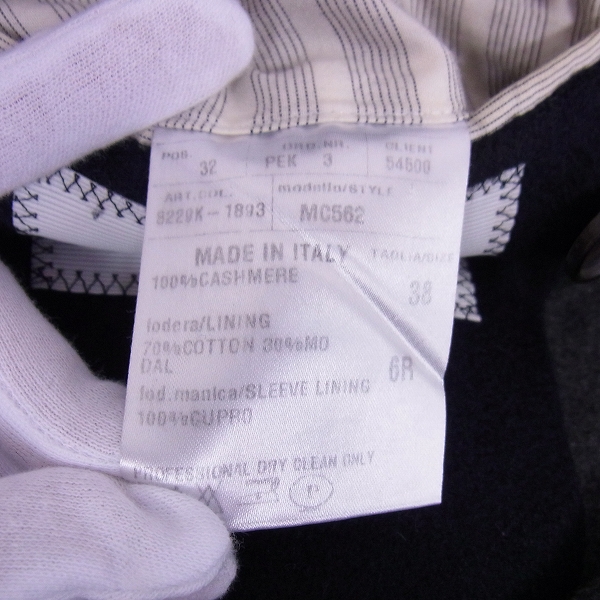 POS. ORD.NR. CLIENT
32 PEK 3 54500
ART.COL. modello/STYLE
8229K-1893 MC562
MADE IN ITALY TAGLIA/SIZE
100%CASHMERE 38
fodera/LINING
70%COTTON 30%MO
DAL 6R
fod.manica/SLEEVE LINING
100%CUPRO
PROFESSIONAL DRY CLEAN ONLY